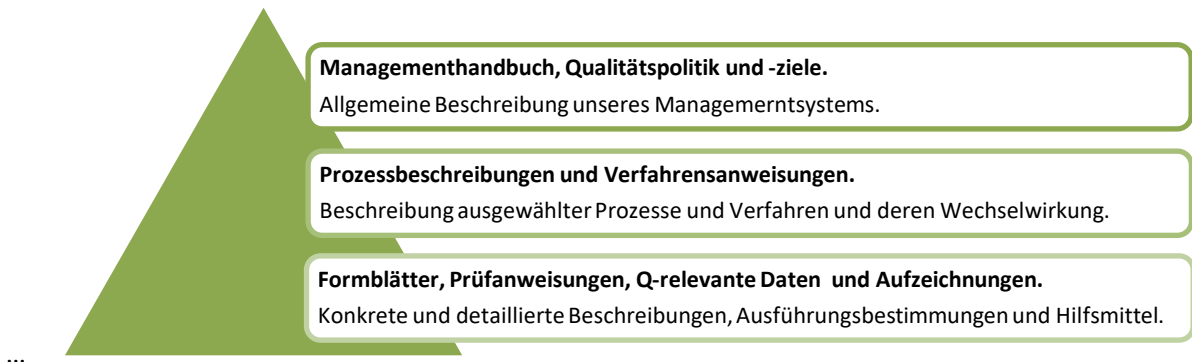 Managementhandbuch, Qualitätspolitik und -ziele.
Allgemeine Beschreibung unseres Managemerntsystems.
Prozessbeschreibungen und Verfahrensanweisungen.
Beschreibung ausgewählter Prozesse und Verfahren und deren Wechselwirkung.
Formblätter, Prüfanweisungen, Q-relevante Daten  und Aufzeichnungen.
Konkrete und detaillierte Beschreibungen, Ausführungsbestimmungen und Hilfsmittel.